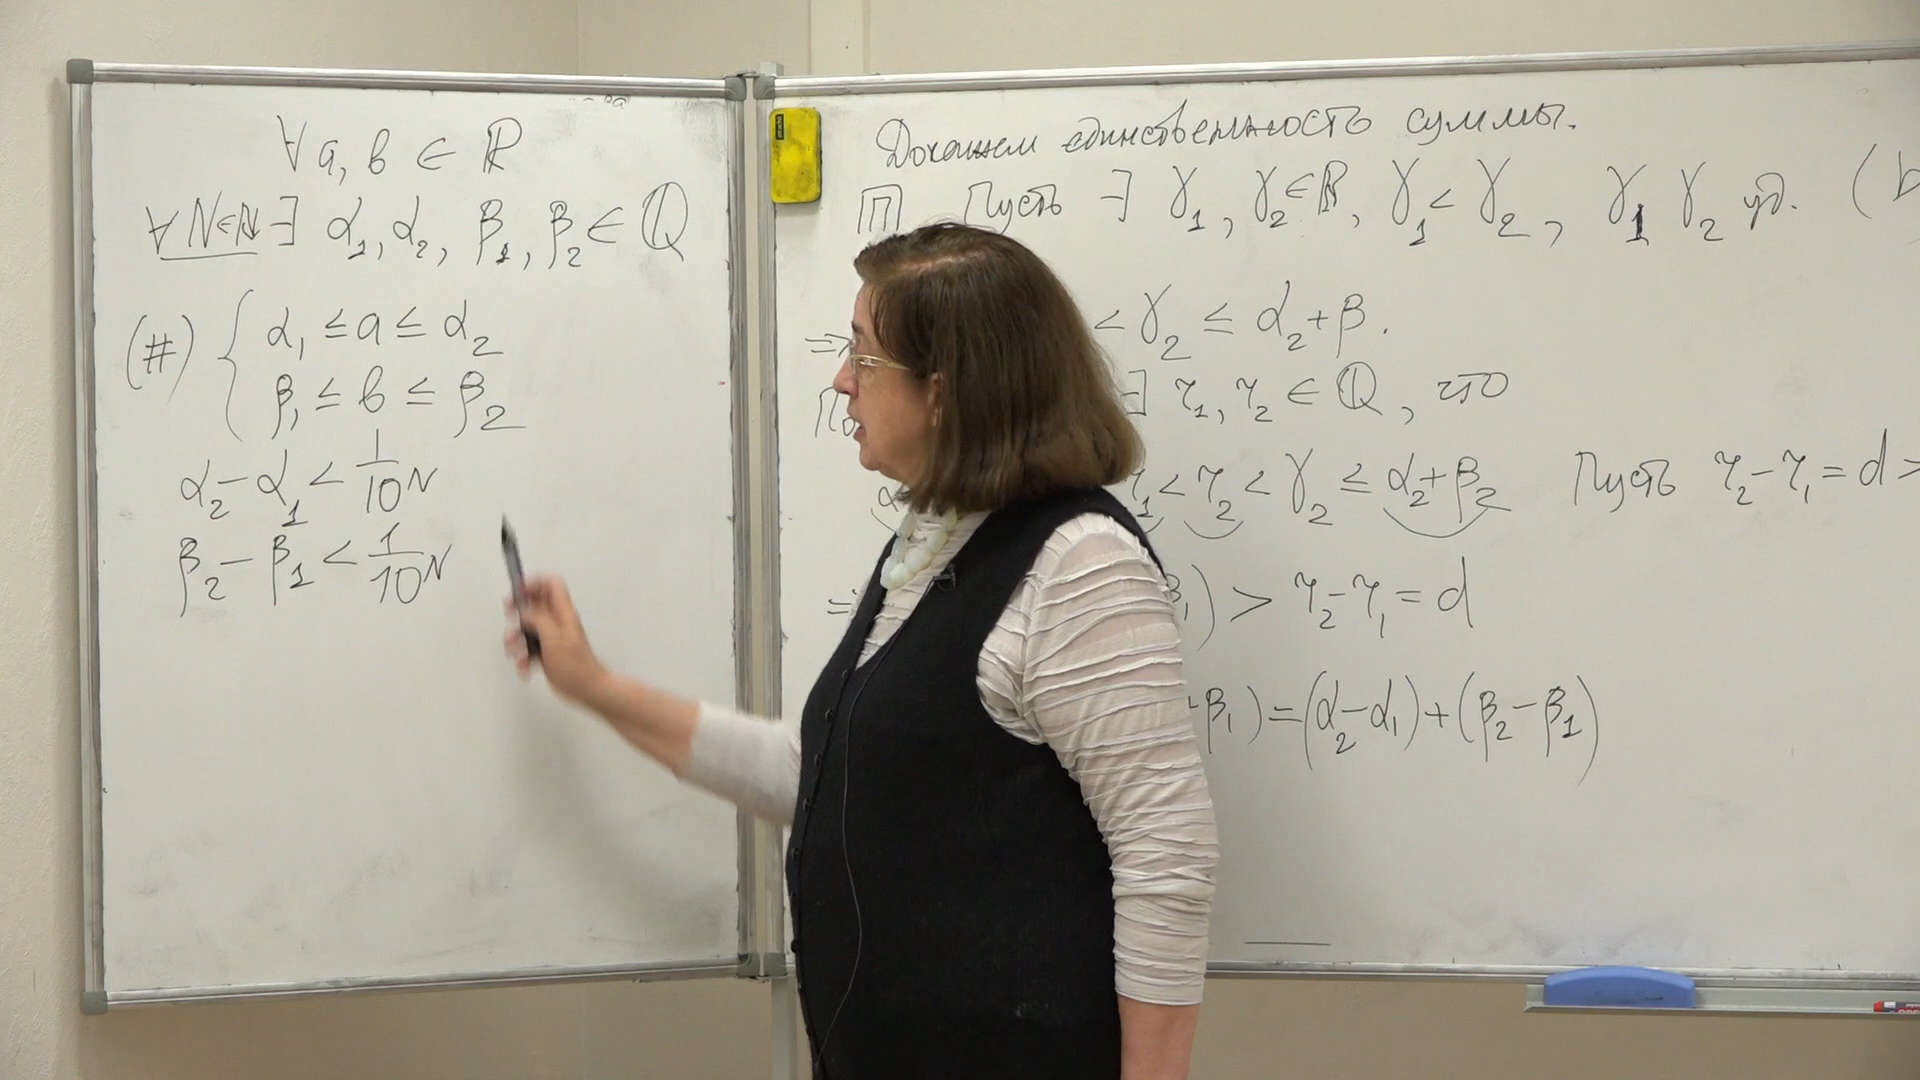 ∀ a, b ∈ ℝ
∀ N∈ℕ ∃ α₁, α₂, β₁, β₂ ∈ ℚ
(#) { α₁ ≤ a ≤ α₂
β₁ ≤ b ≤ β₂
α₂ - α₁ < 1/10^N
β₂ - β₁ < 1/10^N
Докажем единственность суммы.
П. Пусть ∃ γ₁, γ₂ ∈ ℝ, γ₁ < γ₂, γ₁ γ₂ уд. (
=> < γ₂ ≤ α₂+β.
∃ r₁, r₂ ∈ ℚ, что
r₁ < r₂ < γ₂ ≤ α₂+β₂ Пусть r₂ - r₁ = d >
β₁) > r₂ - r₁ = d
+β₁) = (α₂ - α₁) + (β₂ - β₁)